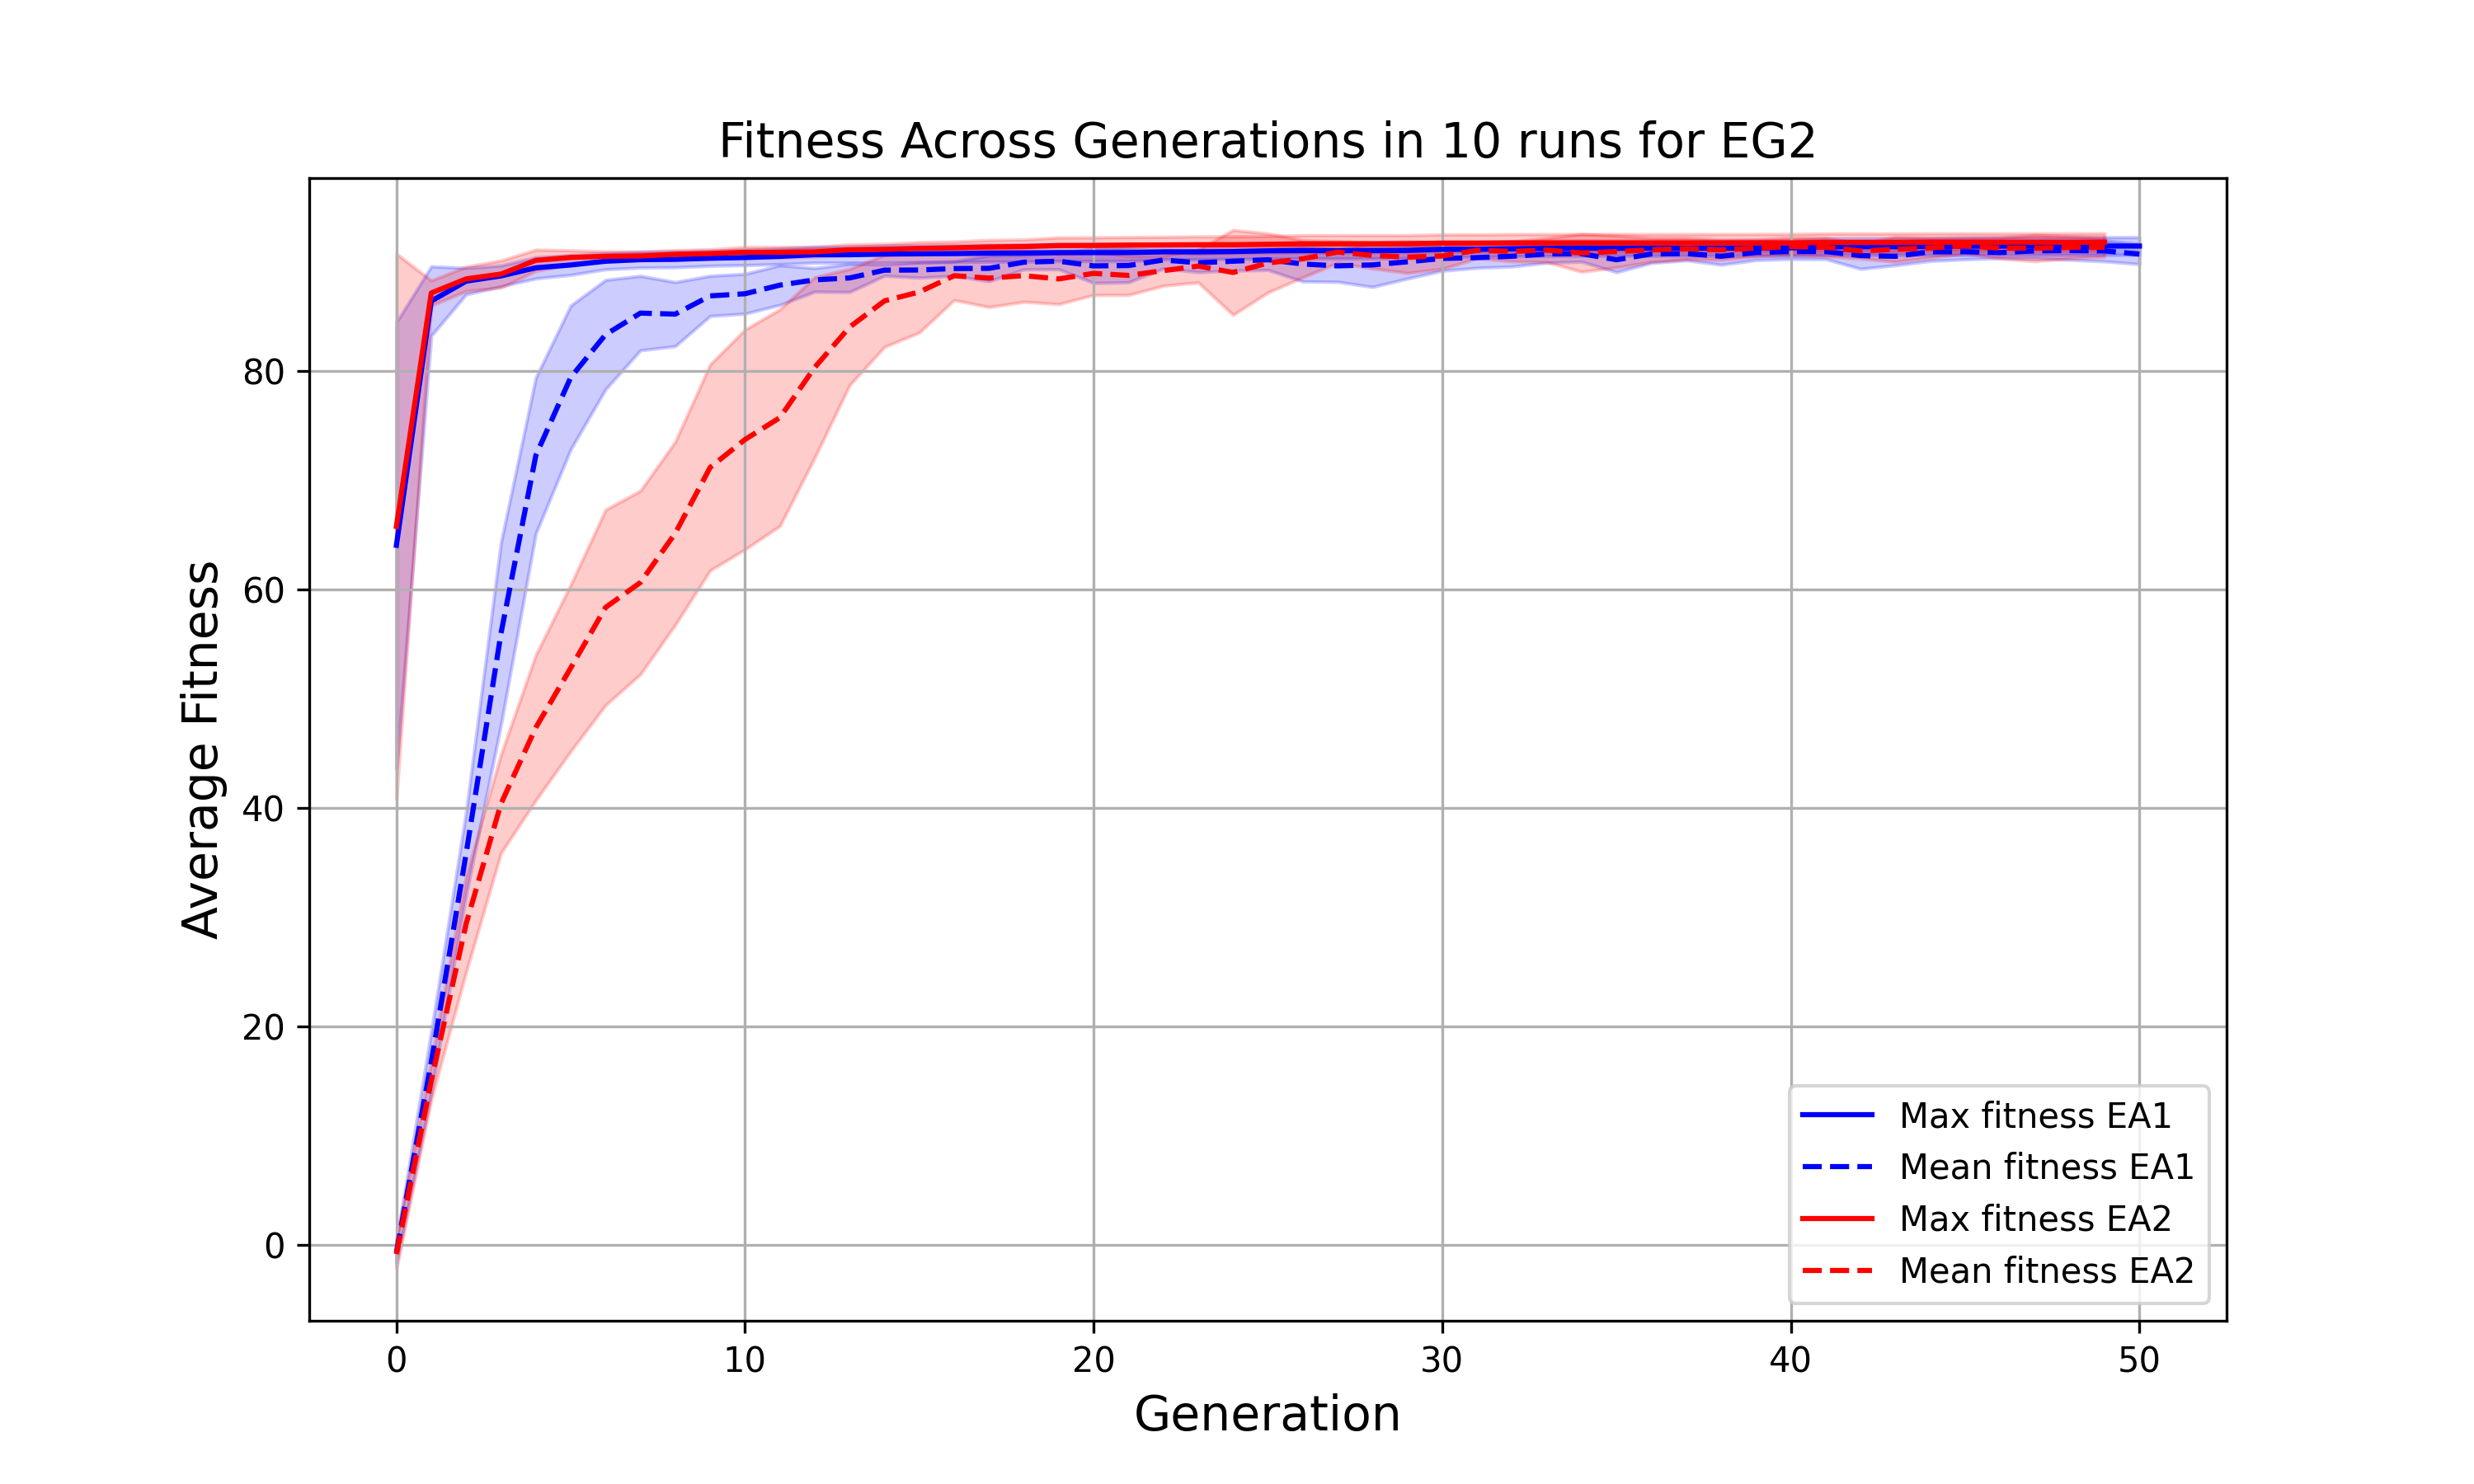 Fitness Across Generations in 10 runs for EG2
Average Fitness
80
60
40
20
0
0 10 20 30 40 50
Generation
Max fitness EA1
Mean fitness EA1
Max fitness EA2
Mean fitness EA2